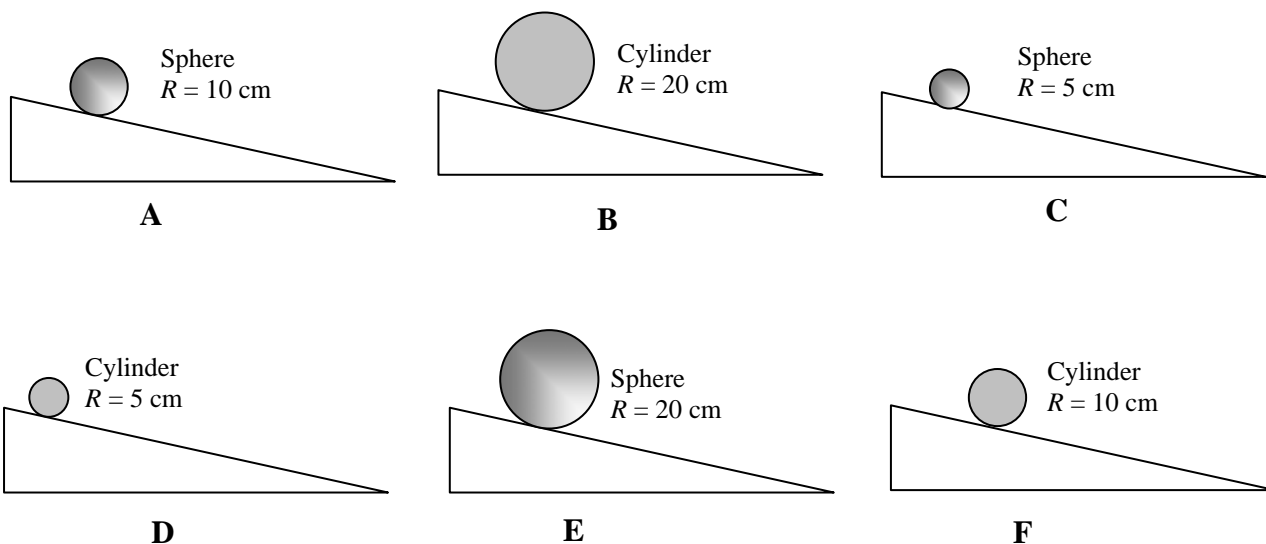 Sphere
R = 10 cm
A
Cylinder
R = 20 cm
B
Sphere
R = 5 cm
C
Cylinder
R = 5 cm
D
Sphere
R = 20 cm
E
Cylinder
R = 10 cm
F